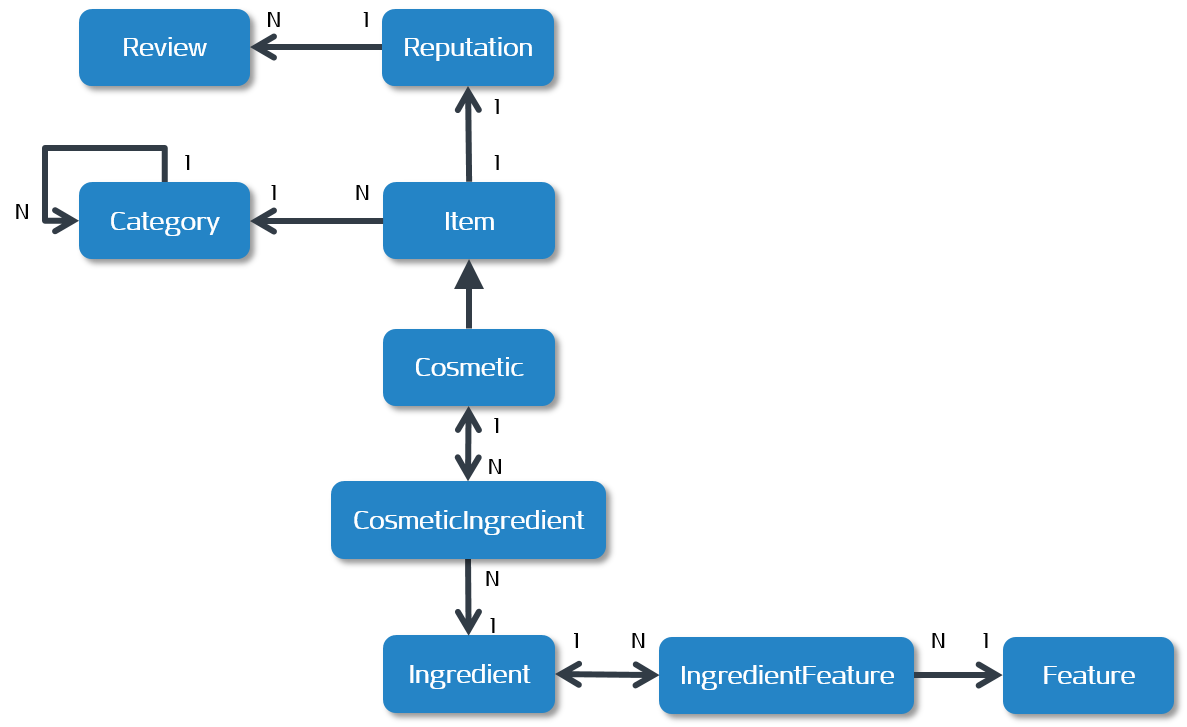 N 1
Review Reputation
1
1 1
1 N
N
Category Item
Cosmetic
1
N
CosmeticIngredient
N
1
1 N N 1
Ingredient IngredientFeature Feature